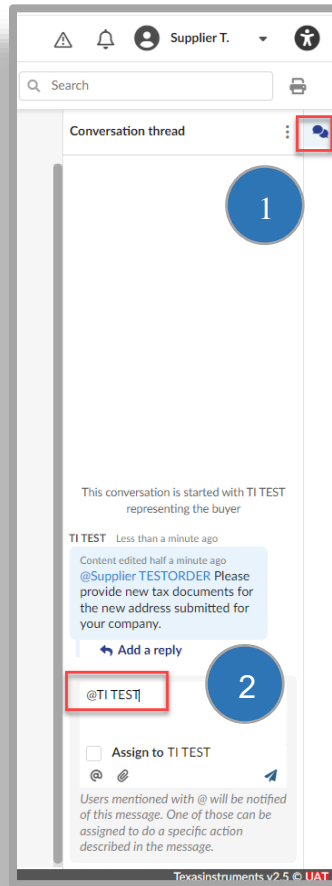 Supplier T.
Search
Conversation thread
1
This conversation is started with TI TEST
representing the buyer
TI TEST Less than a minute ago
Content edited half a minute ago
@Supplier TESTORDER Please
provide new tax documents for
the new address submitted for
your company.
Add a reply
@TI TEST
2
Assign to TI TEST
@
Users mentioned with @ will be notified
of this message. One of those can be
assigned to do a specific action
described in the message.
Texasinstruments v2.5 © UAT